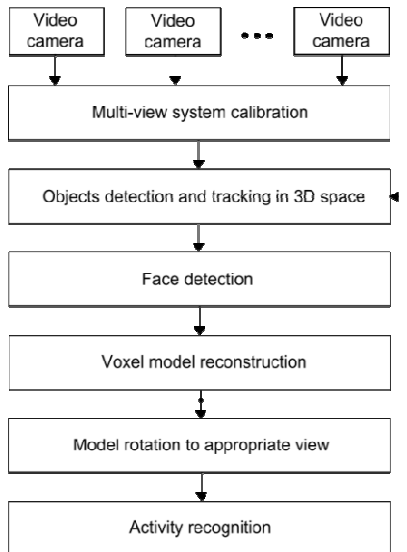 Video
camera
Video
camera
Video
camera
Multi-view system calibration
Objects detection and tracking in 3D space
Face detection
Voxel model reconstruction
Model rotation to appropriate view
Activity recognition